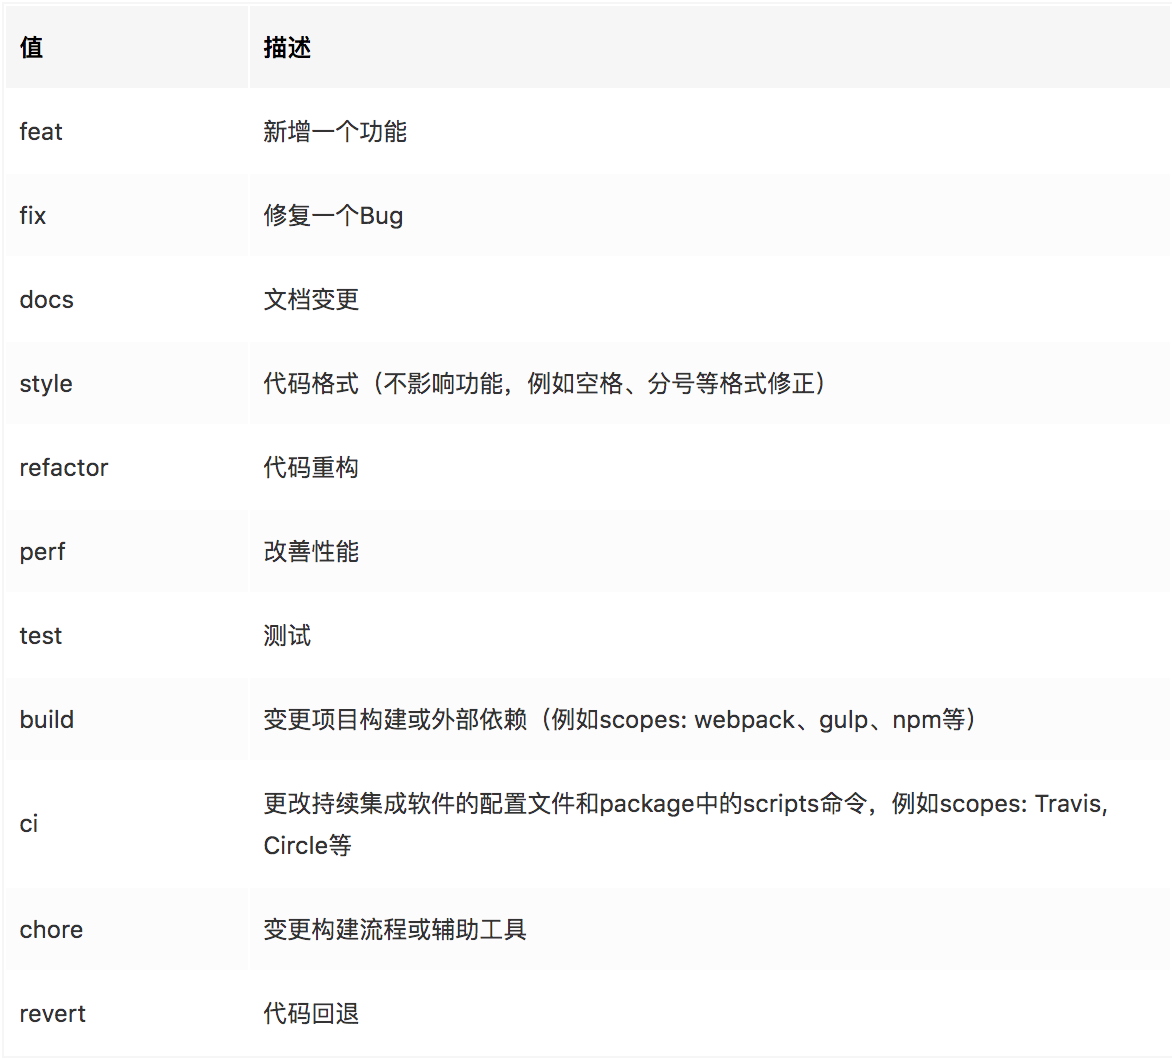 值 描述
feat 新增一个功能
fix 修复一个Bug
docs 文档变更
style 代码格式（不影响功能，例如空格、分号等格式修正）
refactor 代码重构
perf 改善性能
test 测试
build 变更项目构建或外部依赖（例如scopes: webpack、gulp、npm等）
ci 更改持续集成软件的配置文件和package中的scripts命令，例如scopes: Travis,
Circle等
chore 变更构建流程或辅助工具
revert 代码回退